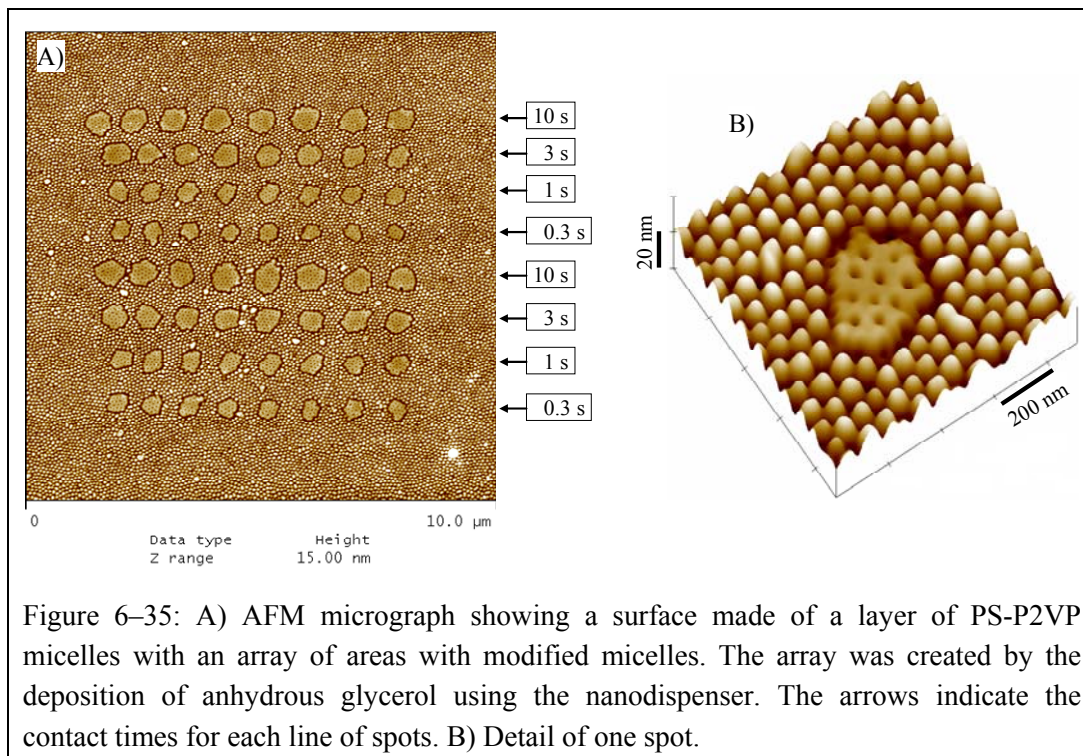 A)
10 s
3 s
1 s
0.3 s
10 s
3 s
1 s
0.3 s
0
10.0 µm
Data type Height
Z range 15.00 nm
B)
20 nm
200 nm
Figure 6–35: A) AFM micrograph showing a surface made of a layer of PS-P2VP
micelles with an array of areas with modified micelles. The array was created by the
deposition of anhydrous glycerol using the nanodispenser. The arrows indicate the
contact times for each line of spots. B) Detail of one spot.